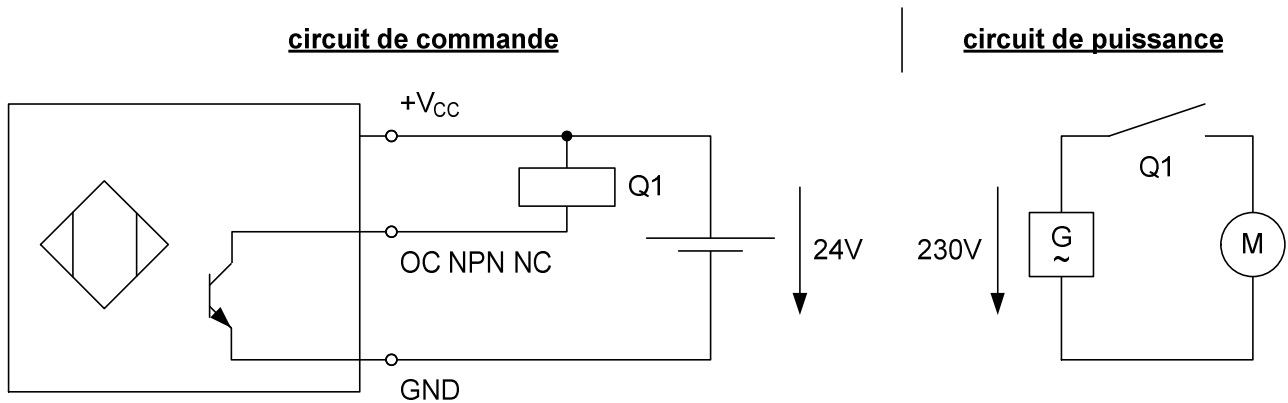 circuit de commande
circuit de puissance
+VCC
Q1
OC NPN NC
24V
GND
230V
Q1
G
~
M